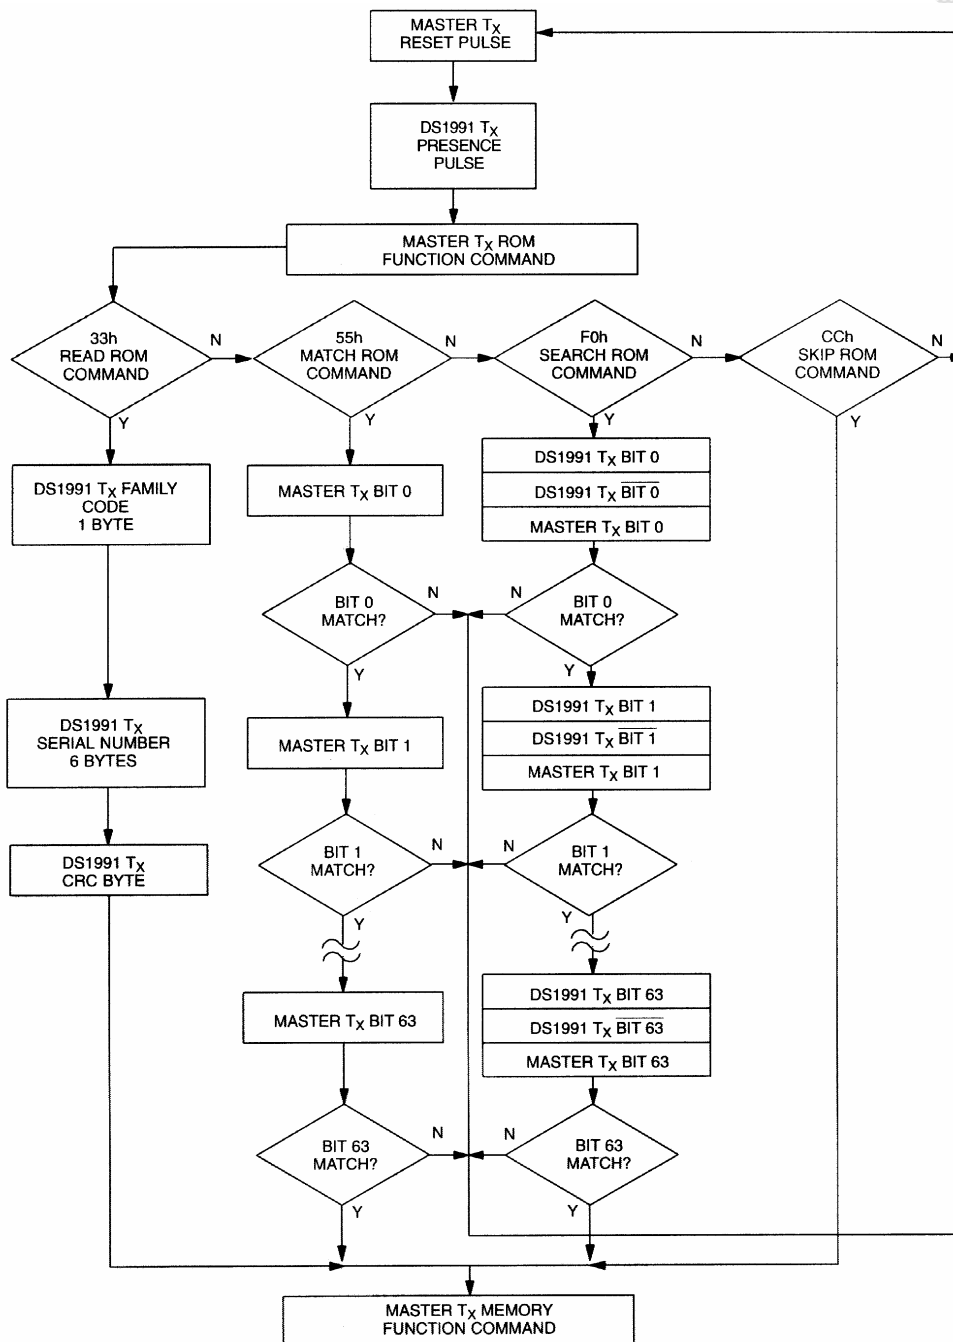 MASTER TX
RESET PULSE
DS1991 TX
PRESENCE
PULSE
MASTER TX ROM
FUNCTION COMMAND
33h
READ ROM
COMMAND
N
Y
55h
MATCH ROM
COMMAND
N
Y
F0h
SEARCH ROM
COMMAND
N
Y
CCh
SKIP ROM
COMMAND
N
Y
DS1991 TX FAMILY
CODE
1 BYTE
DS1991 TX
SERIAL NUMBER
6 BYTES
DS1991 TX
CRC BYTE
MASTER TX BIT 0
BIT 0
MATCH?
N
Y
MASTER TX BIT 1
BIT 1
MATCH?
N
Y
MASTER TX BIT 63
BIT 63
MATCH?
N
Y
DS1991 TX BIT 0
DS1991 TX BIT 0
MASTER TX BIT 0
BIT 0
MATCH?
N
Y
DS1991 TX BIT 1
DS1991 TX BIT 1
MASTER TX BIT 1
BIT 1
MATCH?
N
Y
DS1991 TX BIT 63
DS1991 TX BIT 63
MASTER TX BIT 63
BIT 63
MATCH?
N
Y
MASTER TX MEMORY
FUNCTION COMMAND